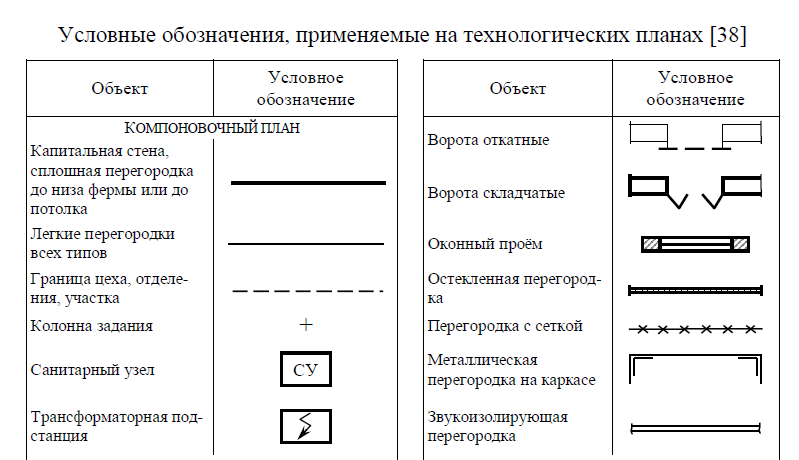 Условные обозначения, применяемые на технологических планах [38]
Объект
Условное
обозначение
КОМПОНОВОЧНЫЙ ПЛАН
Капитальная стена,
сплошная перегородка
до низа фермы или до
потолка
Легкие перегородки
всех типов
Граница цеха, отделе-
ния, участка
Колонна задания
+
Санитарный узел
СУ
Трансформаторная под-
станция
Объект
Условное
обозначение
Ворота откатные
Ворота складчатые
Оконный проём
Остекленная перегород-
ка
Перегородка с сеткой
Металлическая
перегородка на каркасе
Звукоизолирующая
перегородка